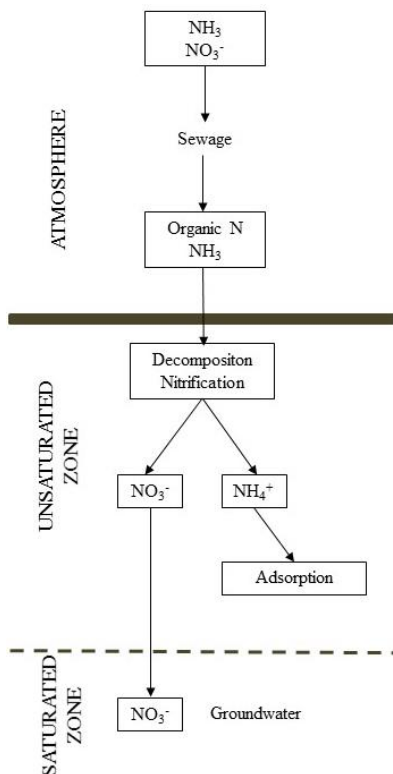 NH₃
NO₃⁻
Sewage
ATMOSPHERE
Organic N
NH₃
Decompositon
Nitrification
UNSATURATED
ZONE
NO₃⁻
NH₄⁺
Adsorption
SATURATED
ZONE
NO₃⁻
Groundwater